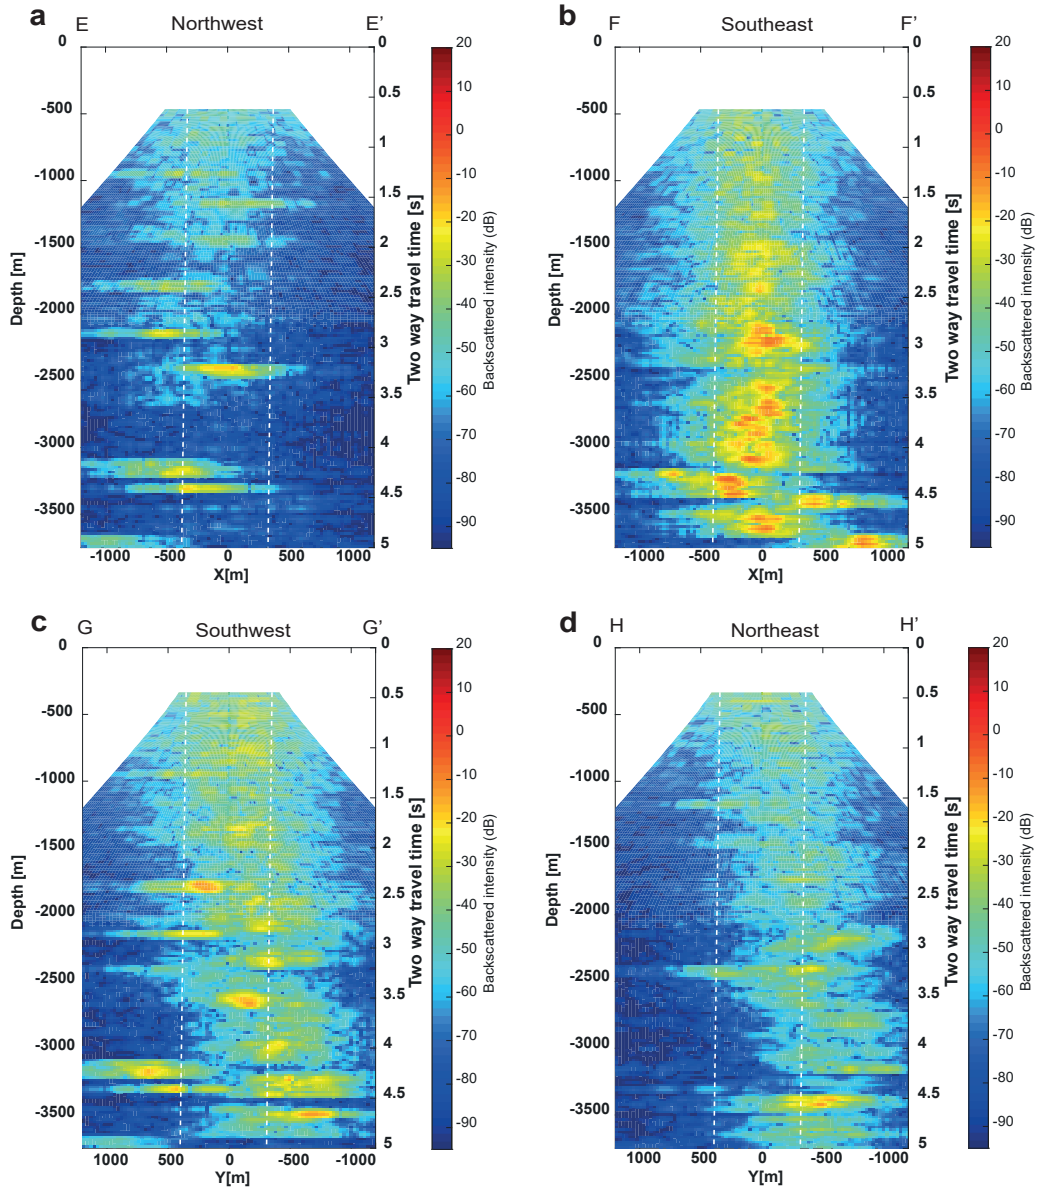 a E Northwest E'
0 0 20
-500 0.5 10
-1000 1 0
-1500 1.5 -10
-2000 2 -20
-2500 2.5 -30
-3000 3 -40
-3500 3.5 -50
4 -60
4.5 -70
5 -80
-90
Depth [m]
Two way travel time [s]
Backscattered intensity (dB)
-1000 -500 0 500 1000
X[m]
b F Southeast F'
0 0 20
-500 0.5 10
-1000 1 0
-1500 1.5 -10
-2000 2 -20
-2500 2.5 -30
-3000 3 -40
-3500 3.5 -50
4 -60
4.5 -70
5 -80
-90
Depth [m]
Two way travel time [s]
Backscattered intensity (dB)
-1000 -500 0 500 1000
X[m]
c G Southwest G'
0 0 20
-500 0.5 10
-1000 1 0
-1500 1.5 -10
-2000 2 -20
-2500 2.5 -30
-3000 3 -40
-3500 3.5 -50
4 -60
4.5 -70
5 -80
-90
Depth [m]
Two way travel time [s]
Backscattered intensity (dB)
1000 500 0 -500 -1000
Y[m]
d H Northeast H'
0 0 20
-500 0.5 10
-1000 1 0
-1500 1.5 -10
-2000 2 -20
-2500 2.5 -30
-3000 3 -40
-3500 3.5 -50
4 -60
4.5 -70
5 -80
-90
Depth [m]
Two way travel time [s]
Backscattered intensity (dB)
1000 500 0 -500 -1000
Y[m]